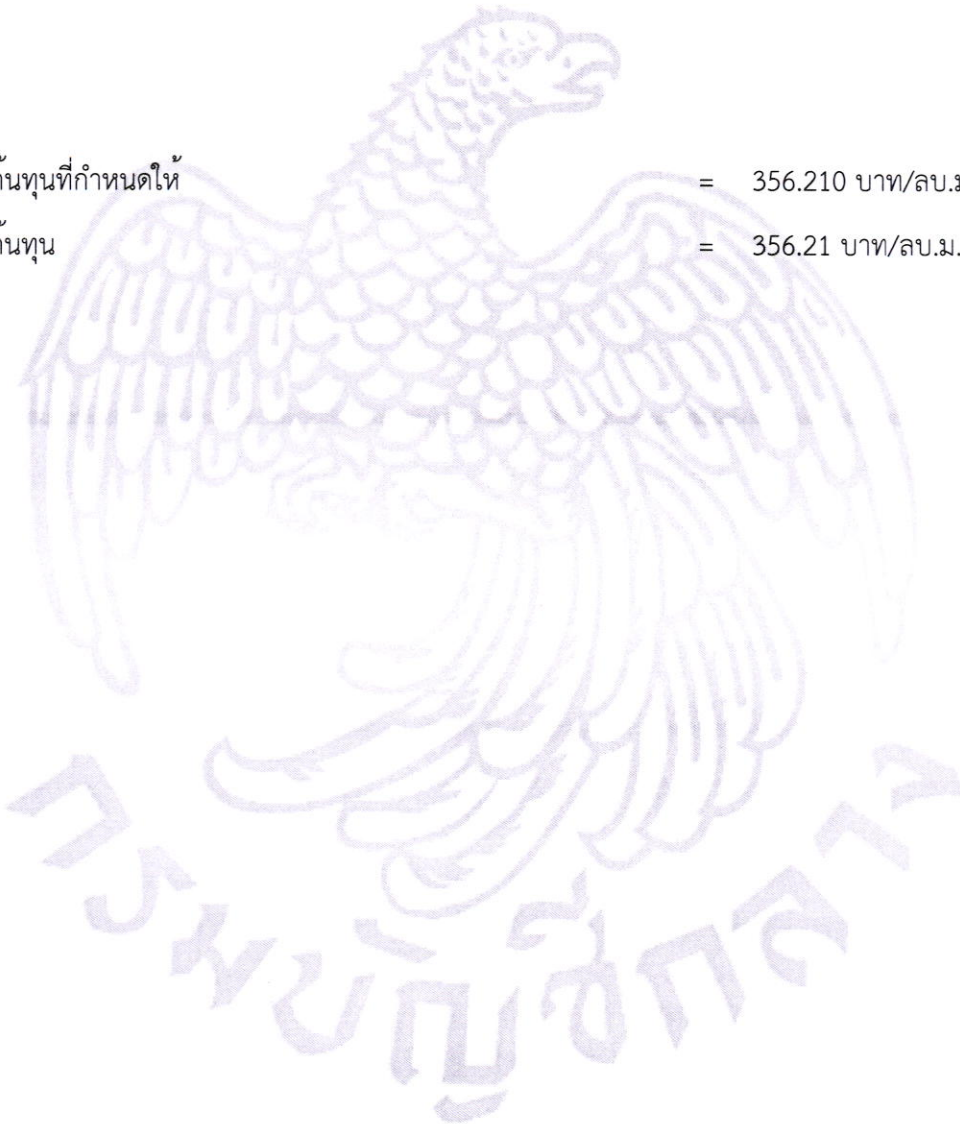 ต้นทุนที่กำหนดให้ = 356.210 บาท/ลบ.ม
ต้นทุน = 356.21 บาท/ลบ.ม.
กรมบัญชีกลาง